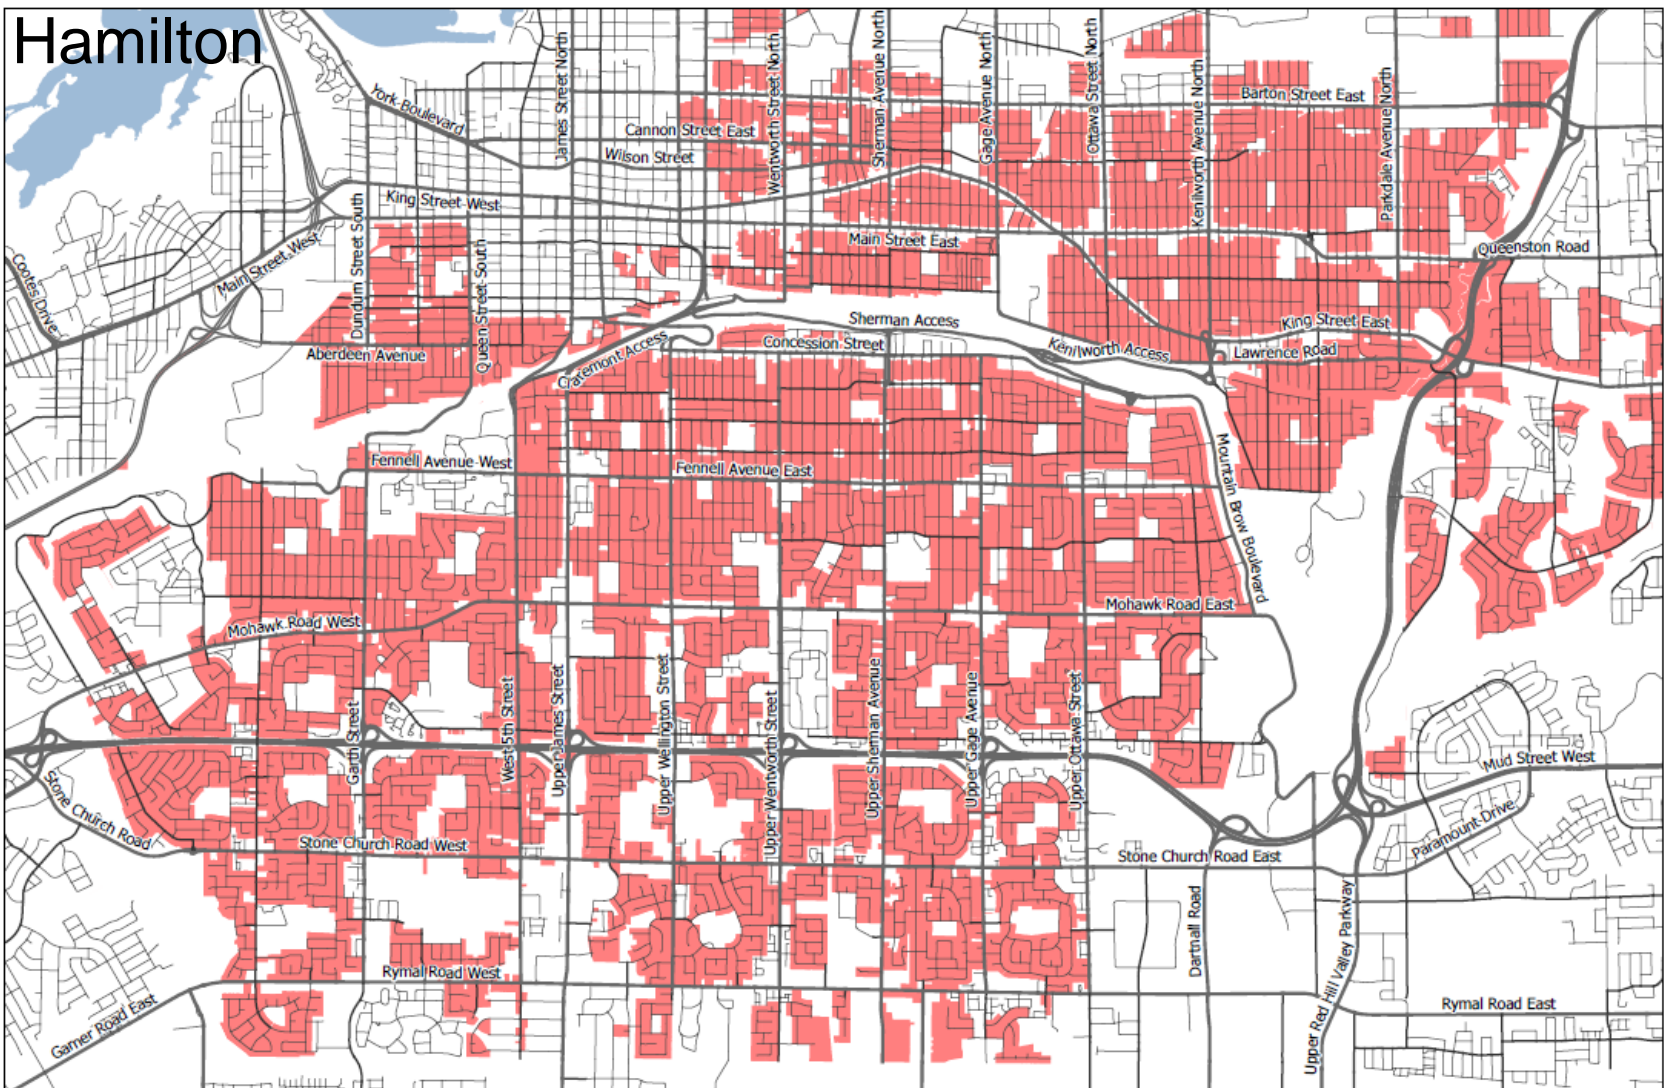 Hamilton
York Boulevard
James Street North
Wentworth Street North
Sherman Avenue North
Gage Avenue North
Ottawa Street North
Kenilworth Avenue North
Parkdale Avenue North
Barton Street East
Cannon Street East
Wilson Street
King Street West
Main Street West
Dundurn Street South
Queen Street South
Cootes Drive
Main Street East
Queenston Road
Sherman Access
Concession Street
Kenilworth Access
King Street East
Lawrence Road
Aberdeen Avenue
Claremont Access
Fennell Avenue West
Fennell Avenue East
Mountain Brow Boulevard
Mohawk Road East
Mohawk Road West
Garth Street
West 5th Street
Upper James Street
Upper Wellington Street
Upper Wentworth Street
Upper Sherman Avenue
Upper Gage Avenue
Upper Ottawa Street
Mud Street West
Paramount Drive
Stone Church Road
Stone Church Road West
Stone Church Road East
Dartnall Road
Upper Red Hill Valley Parkway
Rymal Road West
Rymal Road East
Garner Road East